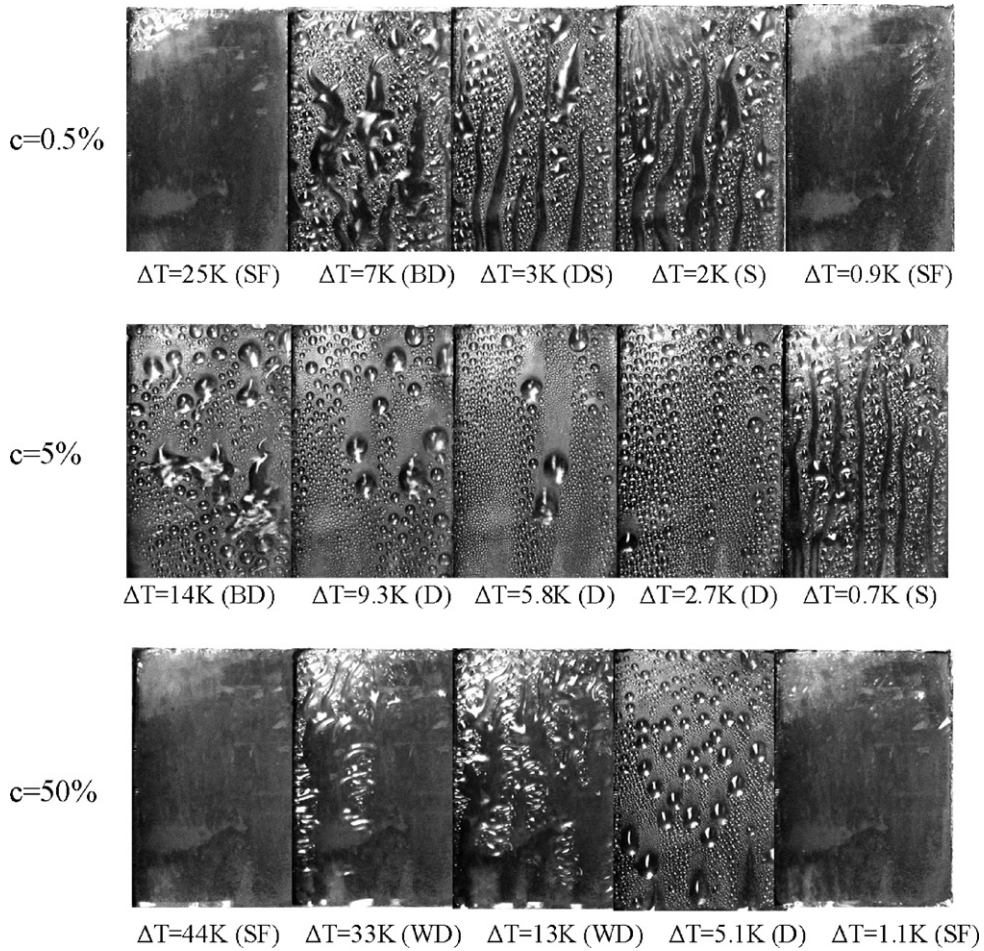 c=0.5%
ΔT=25K (SF) ΔT=7K (BD) ΔT=3K (DS) ΔT=2K (S) ΔT=0.9K (SF)
c=5%
ΔT=14K (BD) ΔT=9.3K (D) ΔT=5.8K (D) ΔT=2.7K (D) ΔT=0.7K (S)
c=50%
ΔT=44K (SF) ΔT=33K (WD) ΔT=13K (WD) ΔT=5.1K (D) ΔT=1.1K (SF)